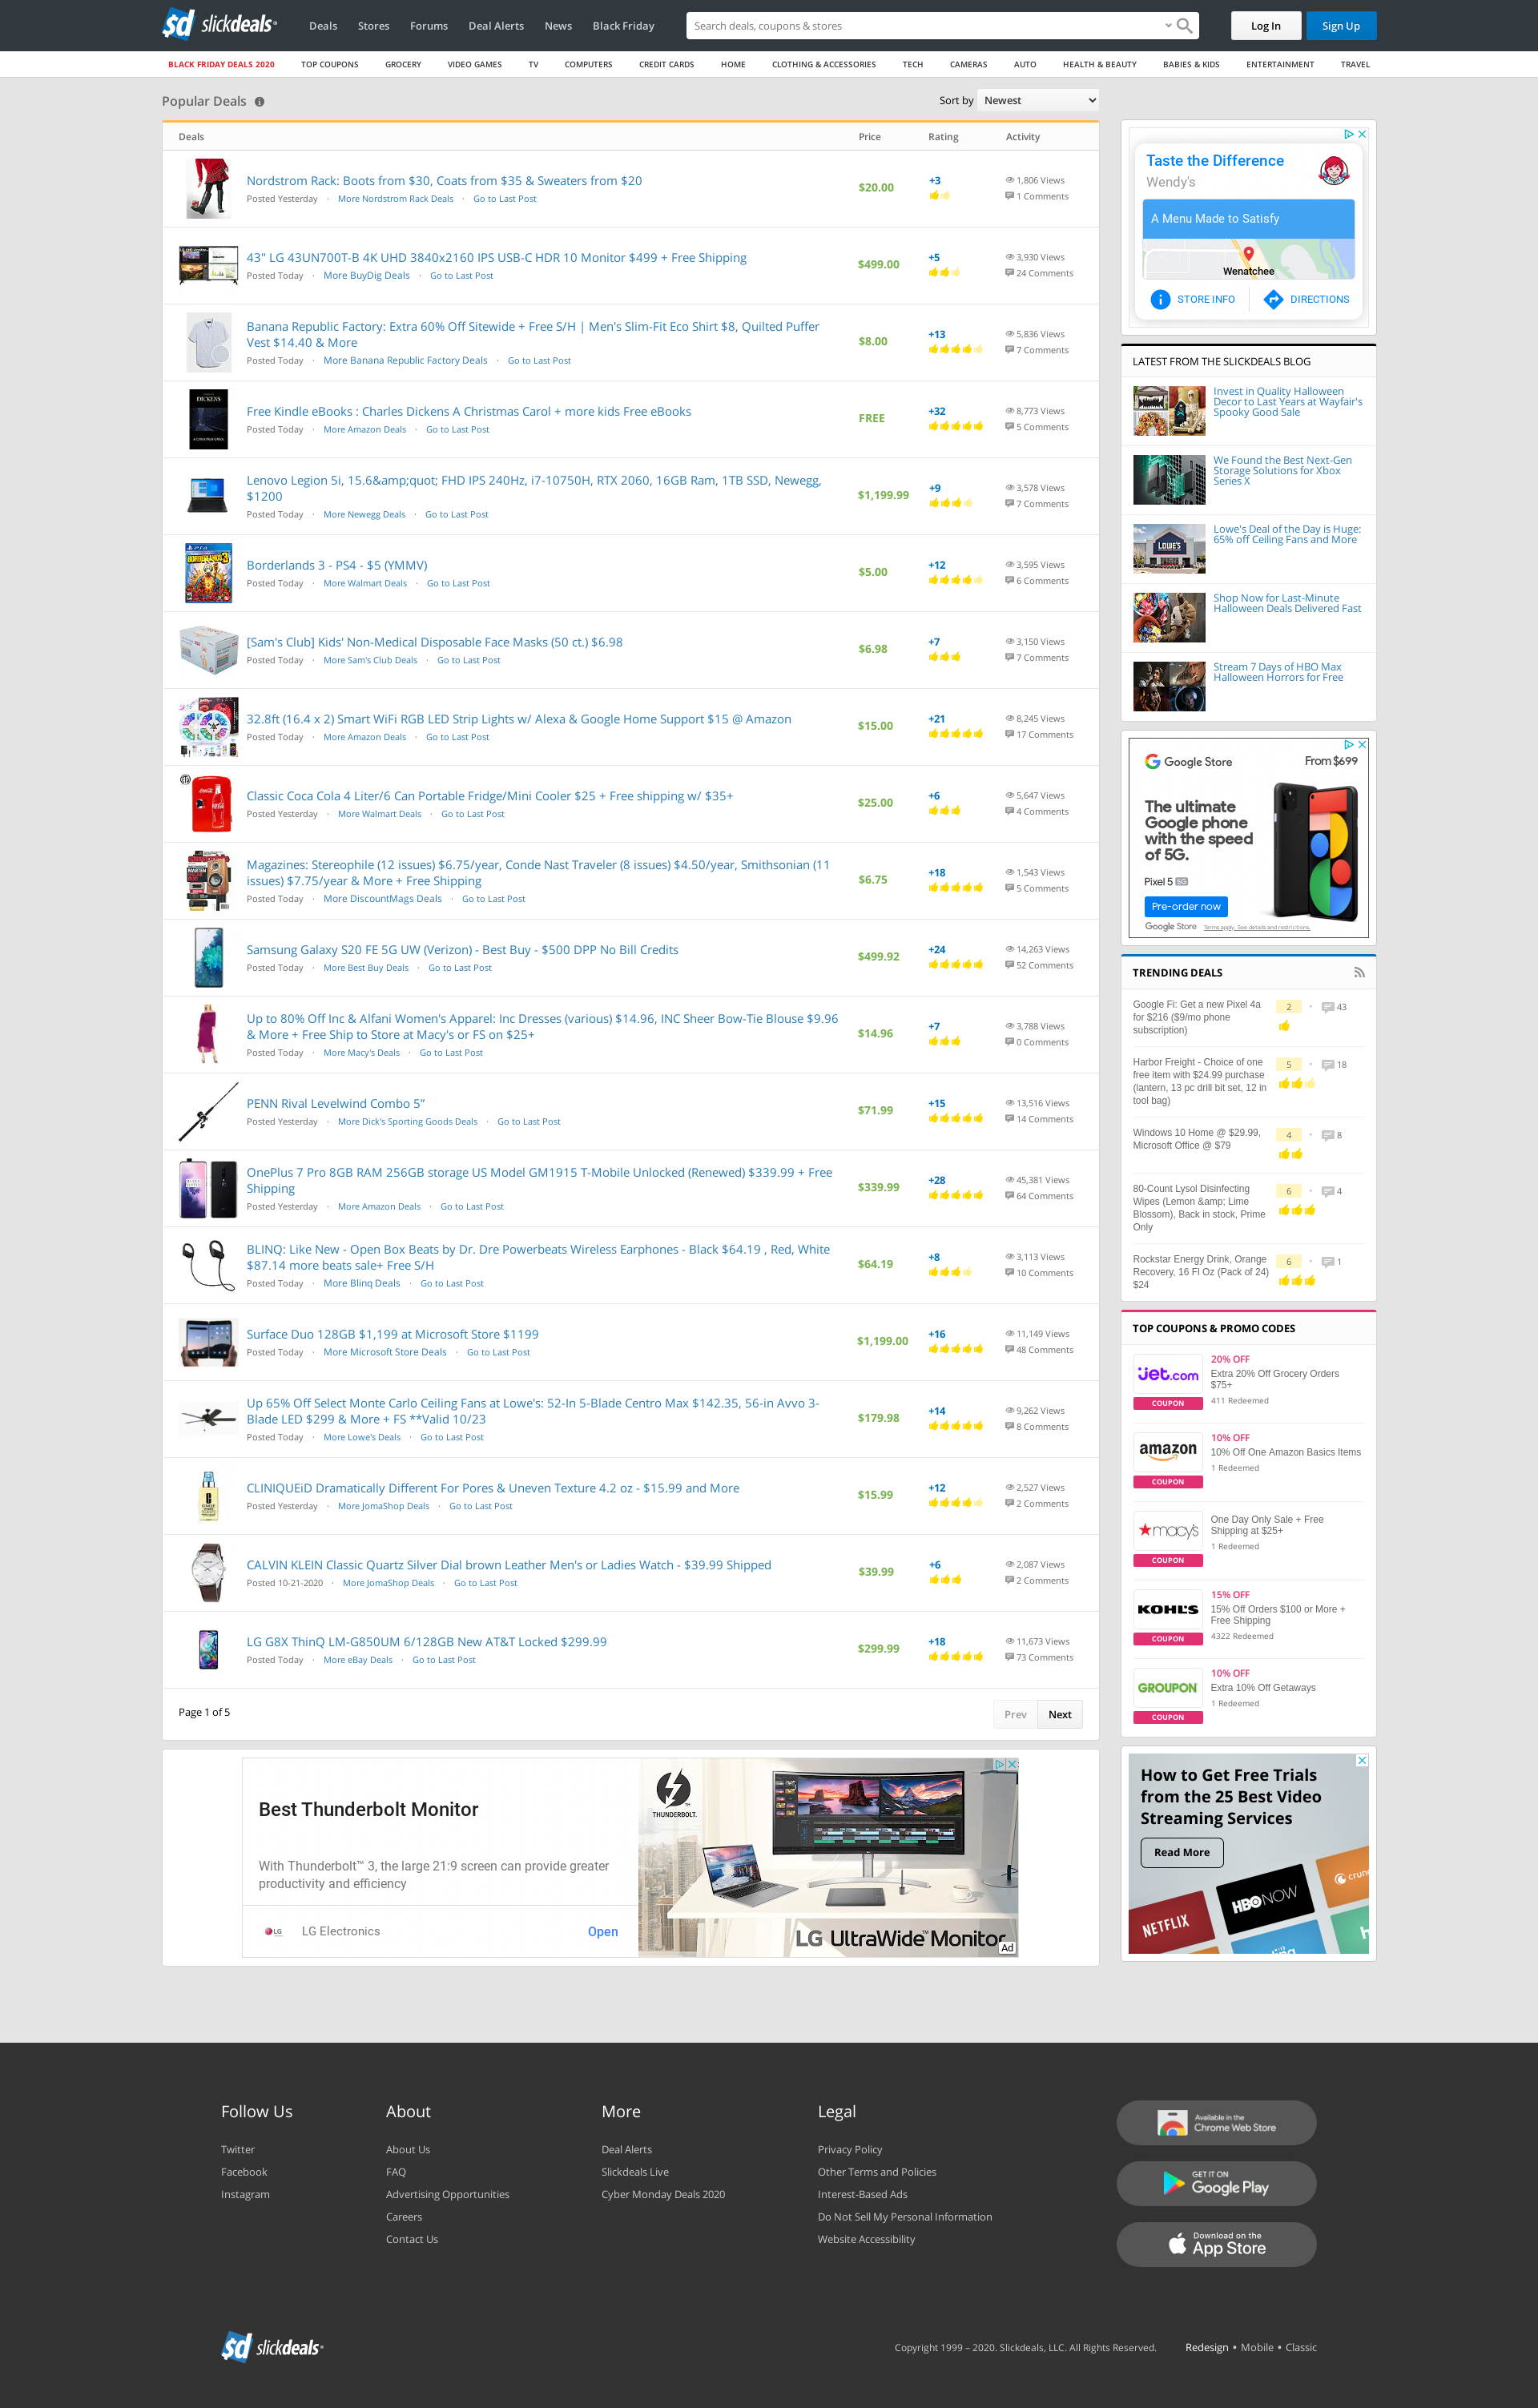 sd slickdeals
Deals Stores Forums Deal Alerts News Black Friday
Search deals, coupons & stores
Log In
Sign Up
BLACK FRIDAY DEALS 2020 TOP COUPONS GROCERY VIDEO GAMES TV COMPUTERS CREDIT CARDS HOME CLOTHING & ACCESSORIES TECH CAMERAS AUTO HEALTH & BEAUTY BABIES & KIDS ENTERTAINMENT TRAVEL
Popular Deals
Sort by Newest
Deals Price Rating Activity
Nordstrom Rack: Boots from $30, Coats from $35 & Sweaters from $20
Posted Yesterday · More Nordstrom Rack Deals · Go to Last Post
$20.00
+3
1,806 Views
1 Comments
43" LG 43UN700T-B 4K UHD 3840x2160 IPS USB-C HDR 10 Monitor $499 + Free Shipping
Posted Today · More BuyDig Deals · Go to Last Post
$499.00
+5
3,930 Views
24 Comments
Banana Republic Factory: Extra 60% Off Sitewide + Free S/H | Men's Slim-Fit Eco Shirt $8, Quilted Puffer
Vest $14.40 & More
Posted Today · More Banana Republic Factory Deals · Go to Last Post
$8.00
+13
5,836 Views
7 Comments
DICKENS
Free Kindle eBooks : Charles Dickens A Christmas Carol + more kids Free eBooks
Posted Today · More Amazon Deals · Go to Last Post
FREE
+32
8,773 Views
5 Comments
Lenovo Legion 5i, 15.6&amp;quot; FHD IPS 240Hz, i7-10750H, RTX 2060, 16GB Ram, 1TB SSD, Newegg,
$1200
Posted Today · More Newegg Deals · Go to Last Post
$1,199.99
+9
3,578 Views
7 Comments
Borderlands 3 - PS4 - $5 (YMMV)
Posted Today · More Walmart Deals · Go to Last Post
$5.00
+12
3,595 Views
6 Comments
[Sam's Club] Kids' Non-Medical Disposable Face Masks (50 ct.) $6.98
Posted Today · More Sam's Club Deals · Go to Last Post
$6.98
+7
3,150 Views
7 Comments
32.8ft (16.4 x 2) Smart WiFi RGB LED Strip Lights w/ Alexa & Google Home Support $15 @ Amazon
Posted Today · More Amazon Deals · Go to Last Post
$15.00
+21
8,245 Views
17 Comments
Classic Coca Cola 4 Liter/6 Can Portable Fridge/Mini Cooler $25 + Free shipping w/ $35+
Posted Yesterday · More Walmart Deals · Go to Last Post
$25.00
+6
5,647 Views
4 Comments
Magazines: Stereophile (12 issues) $6.75/year, Conde Nast Traveler (8 issues) $4.50/year, Smithsonian (11
issues) $7.75/year & More + Free Shipping
Posted Today · More DiscountMags Deals · Go to Last Post
$6.75
+18
1,543 Views
5 Comments
Samsung Galaxy S20 FE 5G UW (Verizon) - Best Buy - $500 DPP No Bill Credits
Posted Today · More Best Buy Deals · Go to Last Post
$499.92
+24
14,263 Views
52 Comments
Up to 80% Off Inc & Alfani Women's Apparel: Inc Dresses (various) $14.96, INC Sheer Bow-Tie Blouse $9.96
& More + Free Ship to Store at Macy's or FS on $25+
Posted Today · More Macy's Deals · Go to Last Post
$14.96
+7
3,788 Views
0 Comments
PENN Rival Levelwind Combo 5”
Posted Yesterday · More Dick's Sporting Goods Deals · Go to Last Post
$71.99
+15
13,516 Views
14 Comments
OnePlus 7 Pro 8GB RAM 256GB storage US Model GM1915 T-Mobile Unlocked (Renewed) $339.99 + Free
Shipping
Posted Yesterday · More Amazon Deals · Go to Last Post
$339.99
+28
45,381 Views
64 Comments
BLINQ: Like New - Open Box Beats by Dr. Dre Powerbeats Wireless Earphones - Black $64.19 , Red, White
$87.14 more beats sale+ Free S/H
Posted Today · More Blinq Deals · Go to Last Post
$64.19
+8
3,113 Views
10 Comments
Surface Duo 128GB $1,199 at Microsoft Store $1199
Posted Today · More Microsoft Store Deals · Go to Last Post
$1,199.00
+16
11,149 Views
48 Comments
Up 65% Off Select Monte Carlo Ceiling Fans at Lowe's: 52-In 5-Blade Centro Max $142.35, 56-in Avvo 3-
Blade LED $299 & More + FS **Valid 10/23
Posted Today · More Lowe's Deals · Go to Last Post
$179.98
+14
9,262 Views
8 Comments
CLINIQUEiD Dramatically Different For Pores & Uneven Texture 4.2 oz - $15.99 and More
Posted Yesterday · More JomaShop Deals · Go to Last Post
$15.99
+12
2,527 Views
2 Comments
CALVIN KLEIN Classic Quartz Silver Dial brown Leather Men's or Ladies Watch - $39.99 Shipped
Posted 10-21-2020 · More JomaShop Deals · Go to Last Post
$39.99
+6
2,087 Views
2 Comments
LG G8X ThinQ LM-G850UM 6/128GB New AT&T Locked $299.99
Posted Today · More eBay Deals · Go to Last Post
$299.99
+18
11,673 Views
73 Comments
Page 1 of 5
Prev Next
Best Thunderbolt Monitor
With Thunderbolt™ 3, the large 21:9 screen can provide greater
productivity and efficiency
LG LG Electronics
Open
THUNDERBOLT.
LG UltraWide Monitor
Ad
Taste the Difference
Wendy's
A Menu Made to Satisfy
Wenatchee
STORE INFO
DIRECTIONS
LATEST FROM THE SLICKDEALS BLOG
Invest in Quality Halloween
Decor to Last Years at Wayfair's
Spooky Good Sale
We Found the Best Next-Gen
Storage Solutions for Xbox
Series X
LOWE'S
Lowe's Deal of the Day is Huge:
65% off Ceiling Fans and More
Shop Now for Last-Minute
Halloween Deals Delivered Fast
Stream 7 Days of HBO Max
Halloween Horrors for Free
Google Store
From $699
The ultimate
Google phone
with the speed
of 5G.
Pixel 5 5G
Pre-order now
Google Store Terms apply. See details and restrictions.
TRENDING DEALS
Google Fi: Get a new Pixel 4a
for $216 ($9/mo phone
subscription)
2 • 43
Harbor Freight - Choice of one
free item with $24.99 purchase
(lantern, 13 pc drill bit set, 12 in
tool bag)
5 • 18
Windows 10 Home @ $29.99,
Microsoft Office @ $79
4 • 8
80-Count Lysol Disinfecting
Wipes (Lemon &amp; Lime
Blossom), Back in stock, Prime
Only
6 • 4
Rockstar Energy Drink, Orange
Recovery, 16 Fl Oz (Pack of 24)
$24
6 • 1
TOP COUPONS & PROMO CODES
jet.com
COUPON
20% OFF
Extra 20% Off Grocery Orders
$75+
411 Redeemed
amazon
COUPON
10% OFF
10% Off One Amazon Basics Items
1 Redeemed
macy's
COUPON
One Day Only Sale + Free
Shipping at $25+
1 Redeemed
KOHL'S
COUPON
15% OFF
15% Off Orders $100 or More +
Free Shipping
4322 Redeemed
GROUPON
COUPON
10% OFF
Extra 10% Off Getaways
1 Redeemed
How to Get Free Trials
from the 25 Best Video
Streaming Services
Read More
NETFLIX
HBO NOW
crunc
Follow Us
Twitter
Facebook
Instagram
About
About Us
FAQ
Advertising Opportunities
Careers
Contact Us
More
Deal Alerts
Slickdeals Live
Cyber Monday Deals 2020
Legal
Privacy Policy
Other Terms and Policies
Interest-Based Ads
Do Not Sell My Personal Information
Website Accessibility
Available in the
Chrome Web Store
GET IT ON
Google Play
Download on the
App Store
sd slickdeals
Copyright 1999 – 2020. Slickdeals, LLC. All Rights Reserved.
Redesign • Mobile • Classic